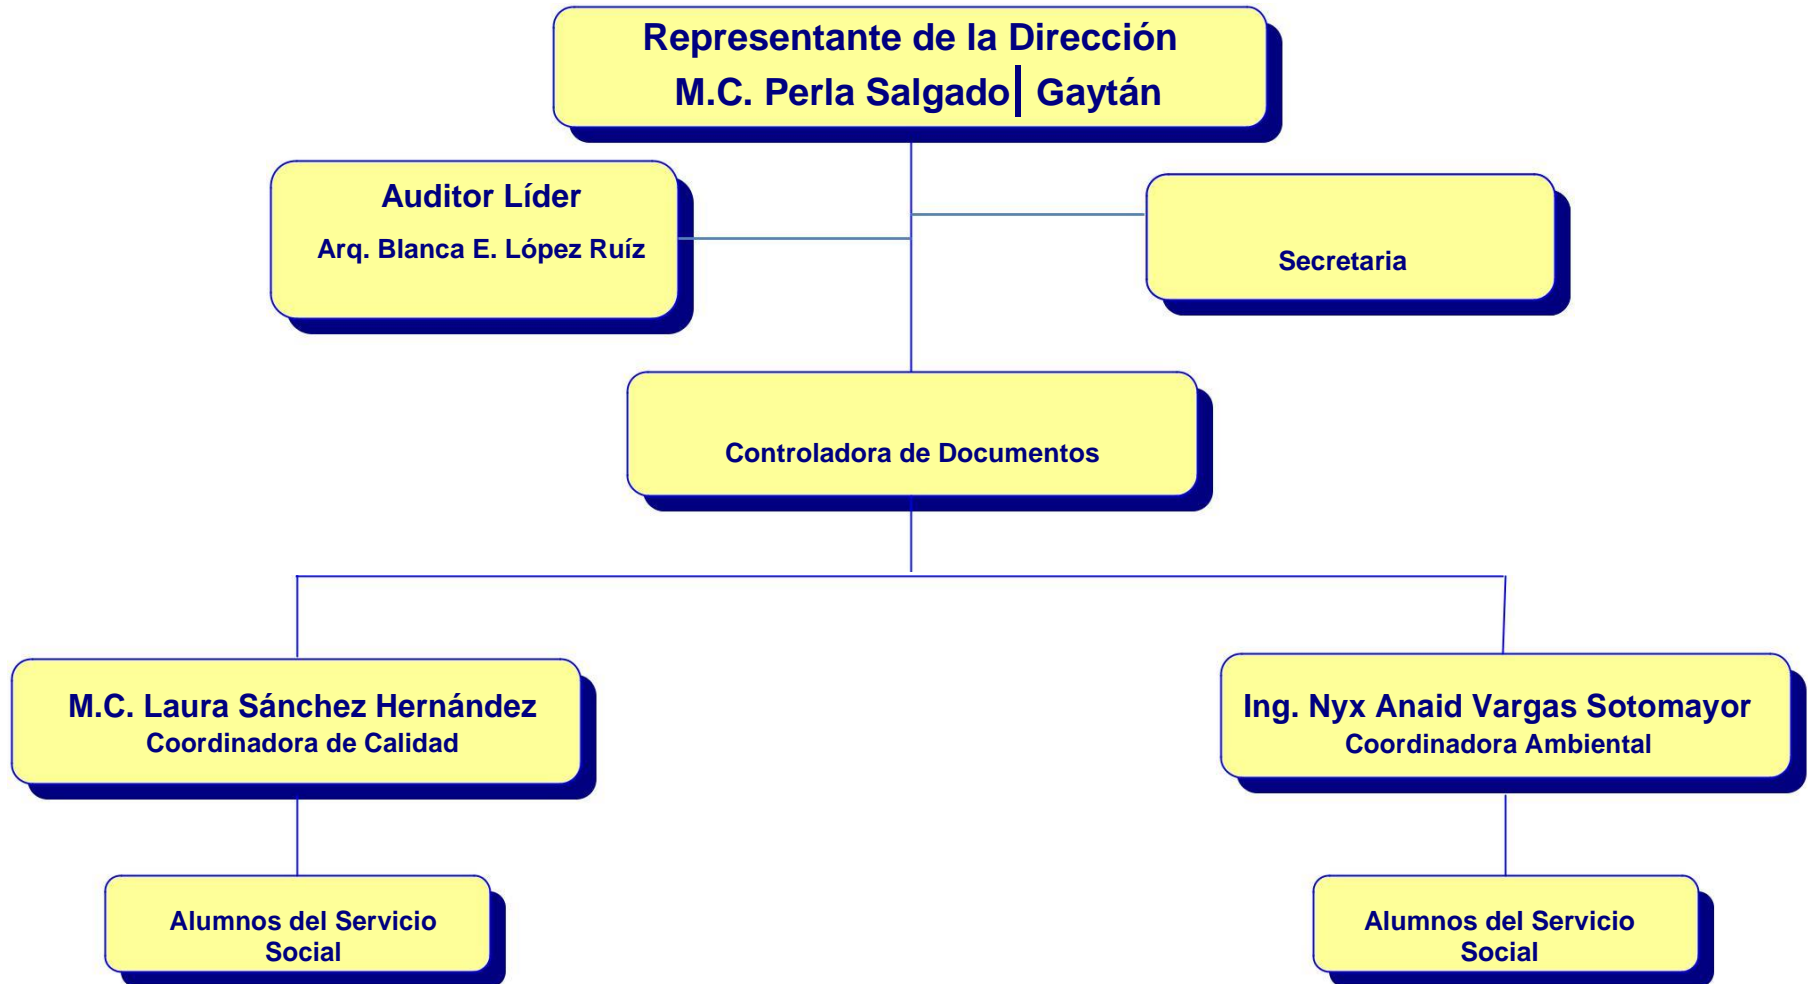 Representante de la Dirección
M.C. Perla Salgado Gaytán
Auditor Líder
Arq. Blanca E. López Ruíz
Secretaria
Controladora de Documentos
M.C. Laura Sánchez Hernández
Coordinadora de Calidad
Ing. Nyx Anaid Vargas Sotomayor
Coordinadora Ambiental
Alumnos del Servicio
Social
Alumnos del Servicio
Social